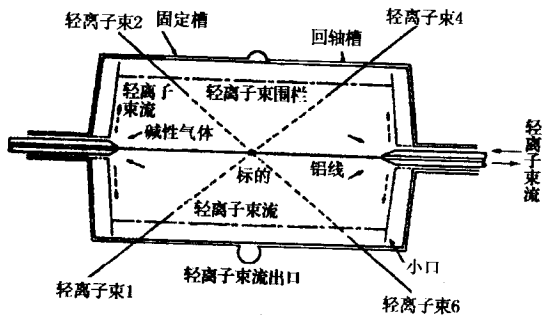 轻离子束2
固定槽
回轴槽
轻离子束4
轻离子
束流
轻离子束围栏
碱性气体
标的
铝线
轻离子束流
轻离子束流
轻离子束1
轻离子束流出口
小口
轻离子束6